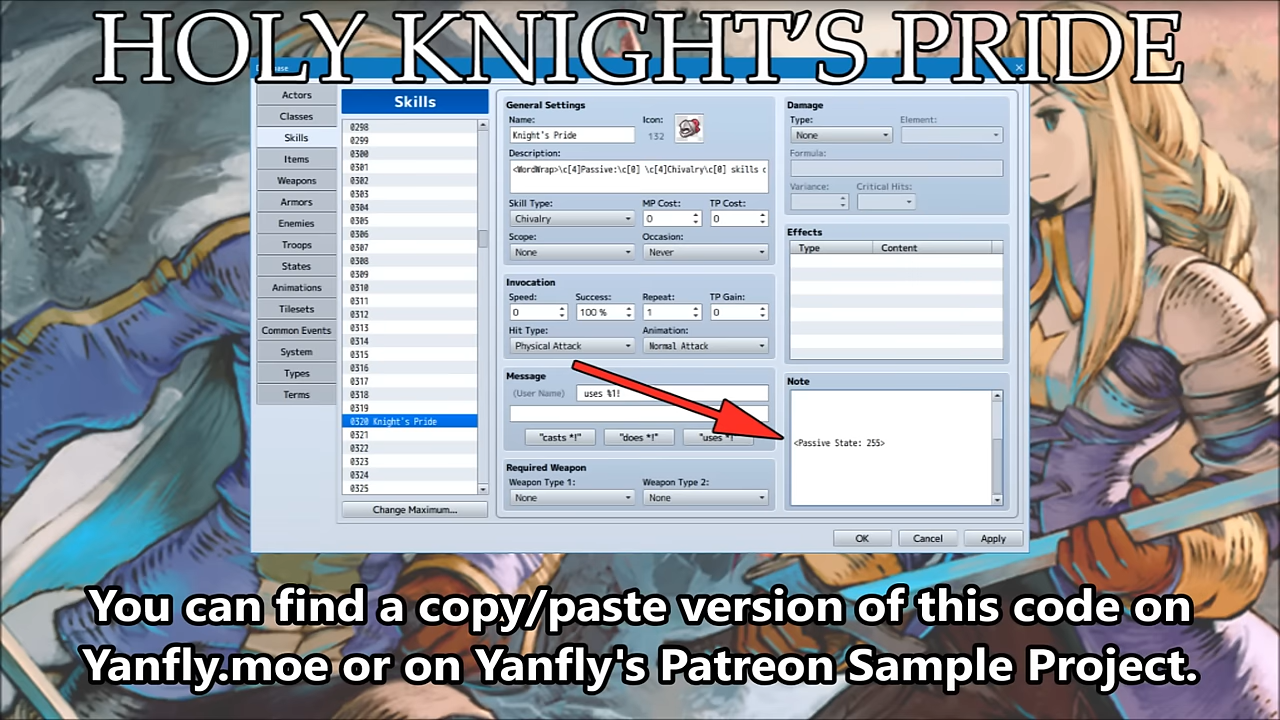 HOLY KNIGHT'S PRIDE
Actors
Classes
Skills
Items
Weapons
Armors
Enemies
Troops
States
Animations
Tilesets
Common Events
System
Types
Terms
Skills
0298
0299
0300
0301
0302
0303
0304
0305
0306
0307
0308
0309
0310
0311
0312
0313
0314
0315
0316
0317
0318
0319
0320 Knight's Pride
0321
0322
0323
0324
0325
Change Maximum...
General Settings
Name: Icon:
Knight's Pride 132
Description:
<WordWrap>\c[4]Passive:\c[0] \c[4]Chivalry\c[0] skills
Skill Type: MP Cost: TP Cost:
Chivalry 0 0
Scope: Occasion:
None Never
Invocation
Speed: Success: Repeat: TP Gain:
0 100 % 1 0
Hit Type: Animation:
Physical Attack Normal Attack
Message
(User Name) uses %1!
"casts *!" "does *!" "uses *!"
Required Weapon
Weapon Type 1: Weapon Type 2:
None None
Damage
Type: Element:
None
Formula:
Variance: Critical Hits:
Effects
Type Content
Note
<Passive State: 255>
OK Cancel Apply
You can find a copy/paste version of this code on
Yanfly.moe or on Yanfly's Patreon Sample Project.